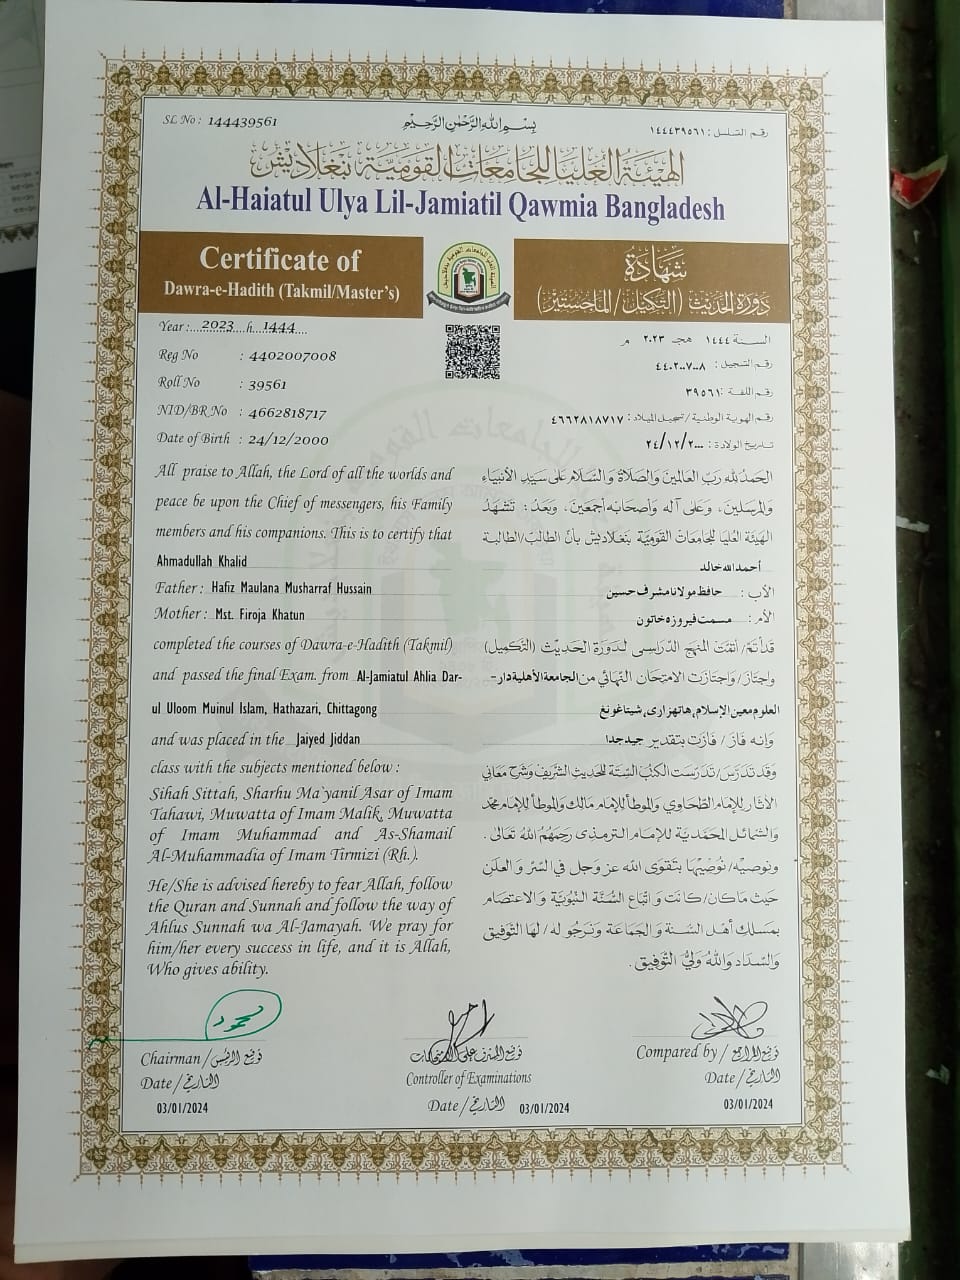 SL No : 144439561
بسم الله الرحمن الرحيم
رقم التسلسل : ١٤٤٤٣٩٥٦١
الهيئة العليا للجامعات القومية بنغلاديش
Al-Haiatul Ulya Lil-Jamiatil Qawmia Bangladesh
Certificate of
Dawra-e-Hadith (Takmil/Master's)
شهادة
دورة الحديث (التكميل/الماجستير)
Year :....2023....h...1444....
Reg No : 4402007008
Roll No : 39561
NID/BR No : 4662818717
Date of Birth : 24/12/2000
السنة ١٤٤٤ هجـ ٢٠٢٣ م
رقم التسجيل : ٤٤٠٢٠٠٧٠٠٨
رقم اللفة : ٣٩٥٦١
رقم الهوية الوطنية/تسجيل الميلاد : ٤٦٦٢٨١٨٧١٧
تاريخ الولادة : ٢٤/١٢/٢٠٠٠
All praise to Allah, the Lord of all the worlds and
peace be upon the Chief of messengers, his Family
members and his companions. This is to certify that
Ahmadullah Khalid
Father : Hafiz Maulana Musharraf Hussain
Mother : Mst. Firoja Khatun
completed the courses of Dawra-e-Hadith (Takmil)
and passed the final Exam. from Al-Jamiatul Ahlia Dar-
ul Uloom Muinul Islam, Hathazari, Chittagong
and was placed in the Jaiyed Jiddan
class with the subjects mentioned below :
Sihah Sittah, Sharhu Ma'yanil Asar of Imam
Tahawi, Muwatta of Imam Malik, Muwatta
of Imam Muhammad and As-Shamail
Al-Muhammadia of Imam Tirmizi (Rh.).
He/She is advised hereby to fear Allah, follow
the Quran and Sunnah and follow the way of
Ahlus Sunnah wa Al-Jamayah. We pray for
him/her every success in life, and it is Allah,
Who gives ability.
الحمد لله رب العالمين والصلاة والسلام على سيد الأنبياء
والمرسلين، وعلى آله وأصحابه أجمعين، وبعد : تشهد
الهيئة العليا للجامعات القومية بنغلاديش بأن الطالب/الطالبة
أحمد الله خالد
الأب : حافظ مولانا مشرف حسين
الأم : مسمت فيروزه خاتون
قد أتم/ أتمت المنهج الدراسى لدورة الحديث (التكميل)
واجتاز/ واجتازت الامتحان النهائي من الجامعة الأهلية دار-
العلوم معين الإسلام، هاتهزاری، شيتاغونغ
وإنه فاز / فازت بتقدير جيد جدا
وقد تدرس/ تدرست الكتب الستة للحديث الشريف وشرح معاني
الآثار للإمام الطحاوي والموطأ للإمام مالك والموطأ للإمام محمد
والشمائل المحمدية للإمام الترمذى رحمهم الله تعالى .
ونوصيه/ نوصيها بتقوى الله عز وجل في السر والعلن
حيث ما كان/ كانت و اتباع السنة النبوية والاعتصام
بمسلك أهل السنة و الجماعة ونرجو له / لها التوفيق
والسداد والله ولي التوفيق .
Chairman / توقيع الرئيس
Date / التاريخ
03/01/2024
توقيع المشرف على الامتحانات
Controller of Examinations
Date / التاريخ 03/01/2024
Compared by / توقيع المراجع
Date / التاريخ
03/01/2024